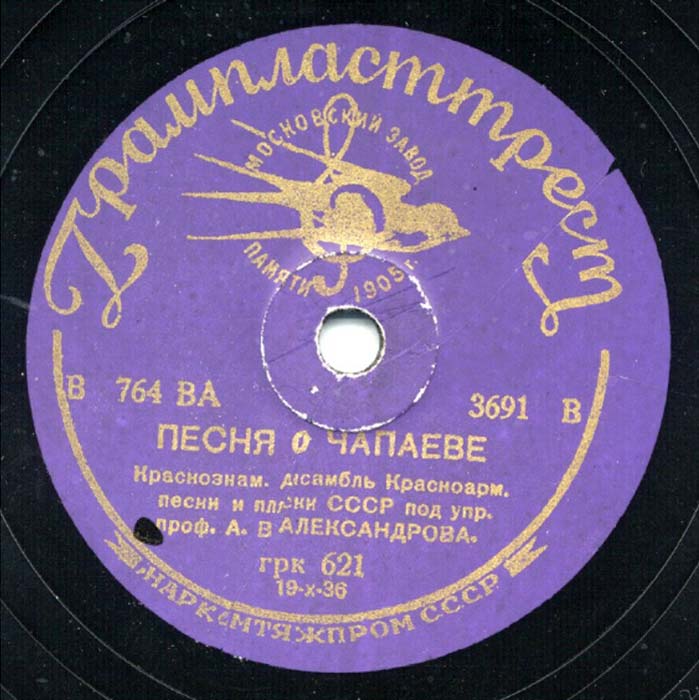 Грампласттрест
МОСКОВСКИЙ ЗАВОД
ПАМЯТИ 1905 г.
В 764 ВА 3691 В
ПЕСНЯ О ЧАПАЕВЕ
Краснознам. ансамбль Красноарм.
песни и пляски СССР под упр.
проф. А. В АЛЕКСАНДРОВА.
грк 621
19-х-36
НАРКОМТЯЖПРОМ СССР